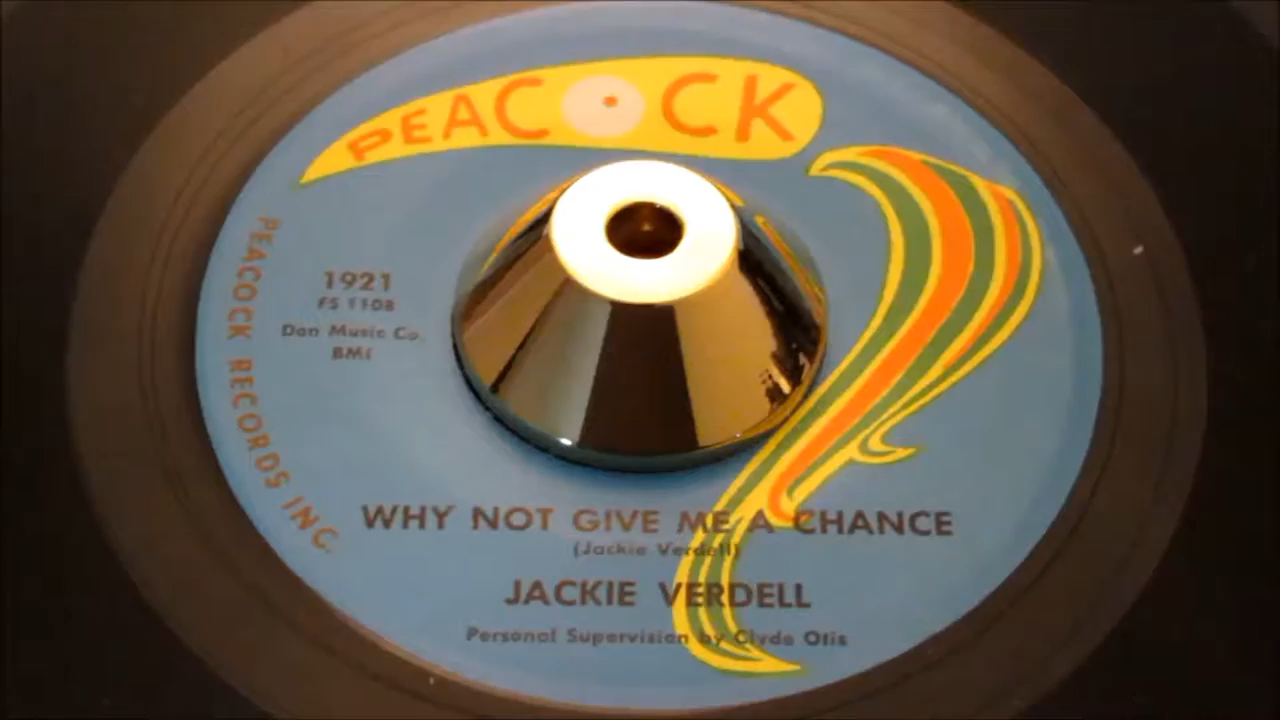 PEACOCK
PEACOCK RECORDS INC.
1921
FS 1108
Don Music Co.
BMI
WHY NOT GIVE ME A CHANCE
(Jackie Verdell)
JACKIE VERDELL
Personal Supervision by Clyde Otis